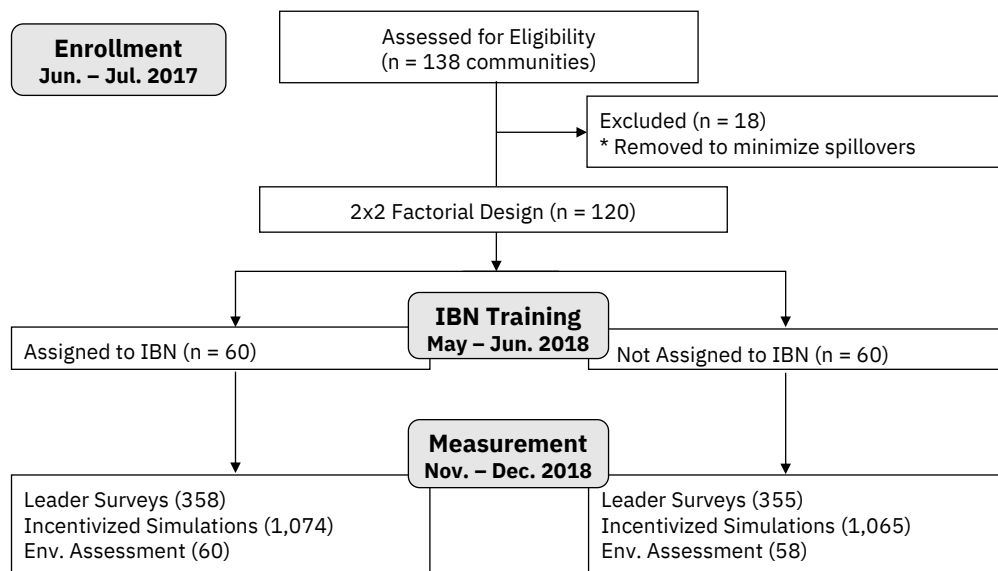 Enrollment
Jun. – Jul. 2017
Assessed for Eligibility
(n = 138 communities)
Excluded (n = 18)
* Removed to minimize spillovers
2x2 Factorial Design (n = 120)
IBN Training
May – Jun. 2018
Assigned to IBN (n = 60)
Not Assigned to IBN (n = 60)
Measurement
Nov. – Dec. 2018
Leader Surveys (358)
Incentivized Simulations (1,074)
Env. Assessment (60)
Leader Surveys (355)
Incentivized Simulations (1,065)
Env. Assessment (58)